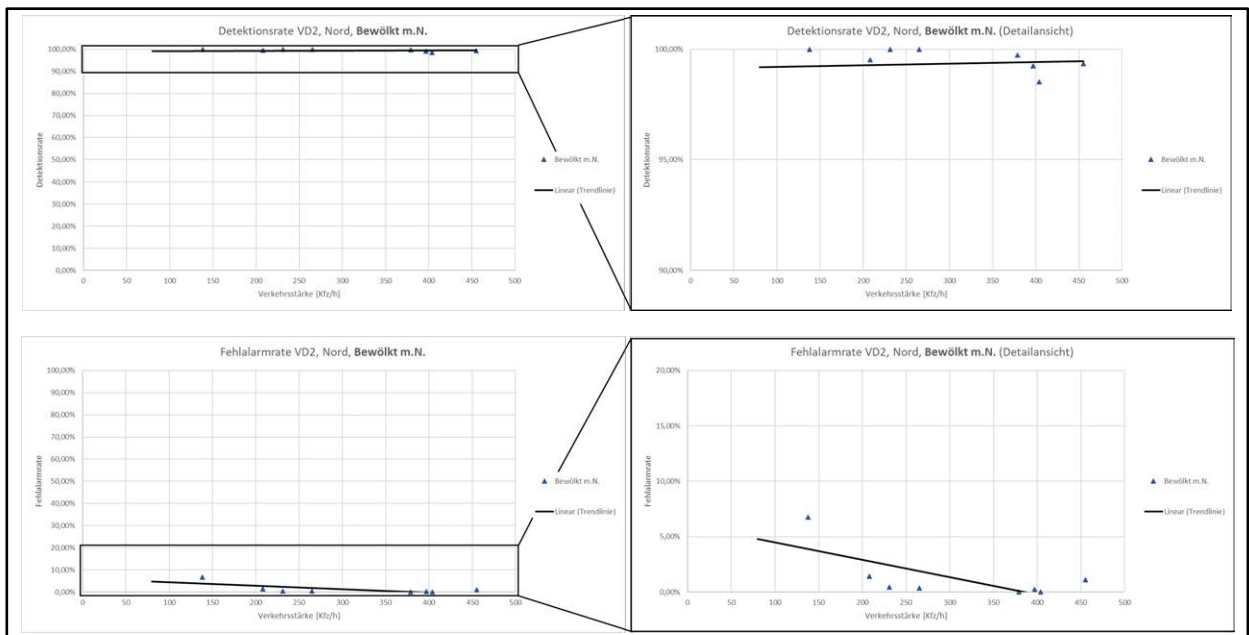 Detektionsrate VD2, Nord, Bewölkt m.N.
100,00%
90,00%
80,00%
70,00%
60,00%
50,00%
40,00%
30,00%
20,00%
10,00%
0,00%
Detektionsrate
0 50 100 150 200 250 300 350 400 450 500
Verkehrsstärke [Kfz/h]
Bewölkt m.N.
Linear (Trendlinie)
Detektionsrate VD2, Nord, Bewölkt m.N. (Detailansicht)
100,00%
95,00%
90,00%
Detektionsrate
0 50 100 150 200 250 300 350 400 450 500
Verkehrsstärke [Kfz/h]
Bewölkt m.N.
Linear (Trendlinie)
Fehlalarmrate VD2, Nord, Bewölkt m.N.
100,00%
90,00%
80,00%
70,00%
60,00%
50,00%
40,00%
30,00%
20,00%
10,00%
0,00%
Fehlalarmrate
0 50 100 150 200 250 300 350 400 450 500
Verkehrsstärke [Kfz/h]
Bewölkt m.N.
Linear (Trendlinie)
Fehlalarmrate VD2, Nord, Bewölkt m.N. (Detailansicht)
20,00%
15,00%
10,00%
5,00%
0,00%
Fehlalarmrate
0 50 100 150 200 250 300 350 400 450 500
Verkehrsstärke [Kfz/h]
Bewölkt m.N.
Linear (Trendlinie)